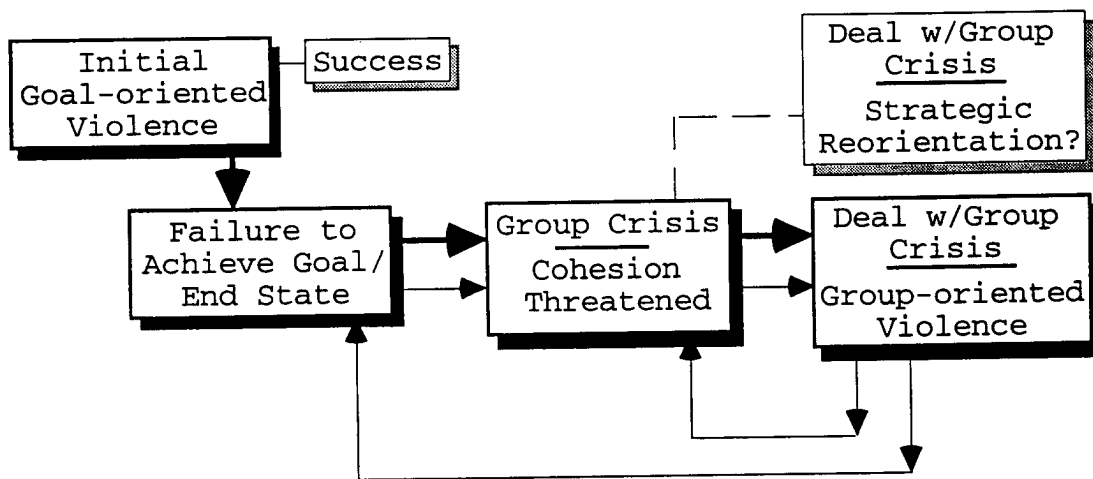 Initial
Goal-oriented
Violence
Success
Deal w/Group
Crisis
Strategic
Reorientation?
Failure to
Achieve Goal/
End State
Group Crisis
Cohesion
Threatened
Deal w/Group
Crisis
Group-oriented
Violence